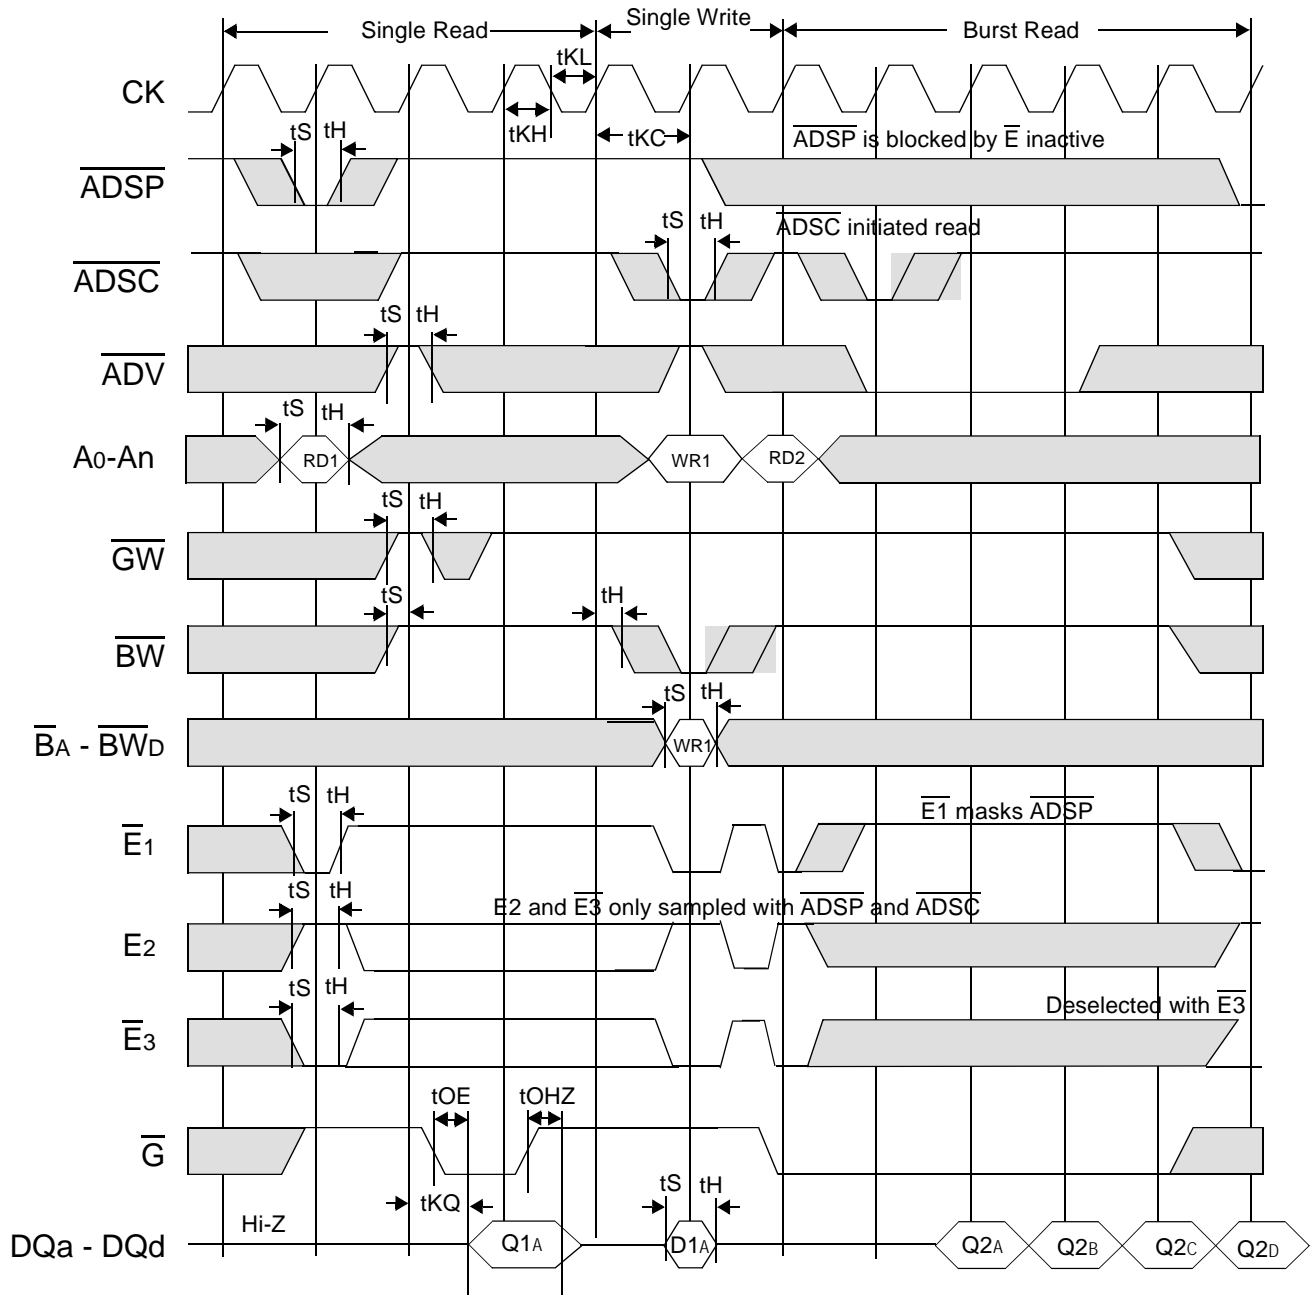 Single Read
Single Write
Burst Read
CK
tKL
tKH
tKC
tS tH
ADSP is blocked by E inactive
ADSP
tS tH
ADSC initiated read
ADSC
tS tH
ADV
tS tH
A0-An
RD1
WR1
RD2
tS tH
GW
tS
tH
BW
tS tH
BA - BWD
WR1
tS tH
E1 masks ADSP
E1
tS tH
E2 and E3 only sampled with ADSP and ADSC
E2
tS tH
Deselected with E3
E3
tOE
tOHZ
G
tKQ
tS tH
Hi-Z
DQa - DQd
Q1A
D1A
Q2A
Q2B
Q2C
Q2D